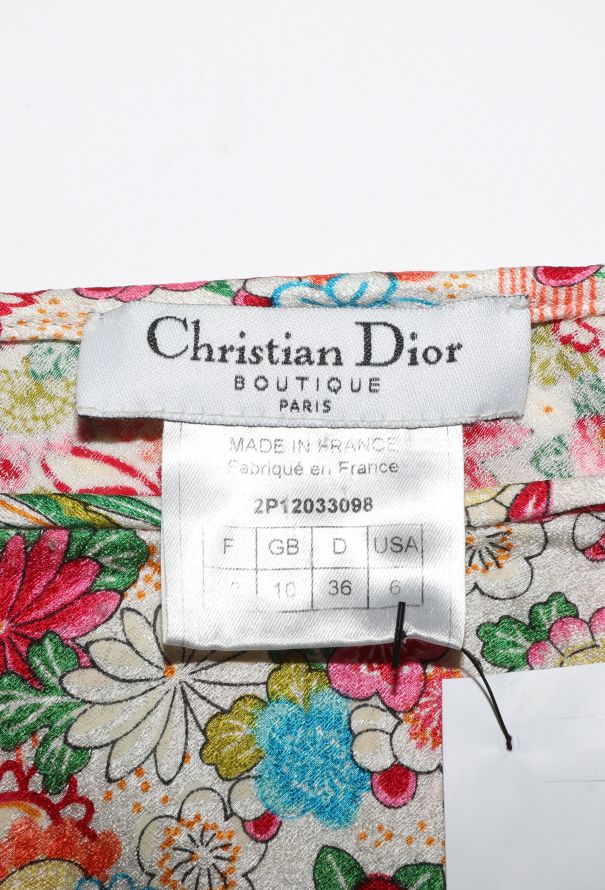 Christian Dior
BOUTIQUE
PARIS
MADE IN FRANCE
Fabriqué en France
2P12033098
F GB D USA
10 36 6